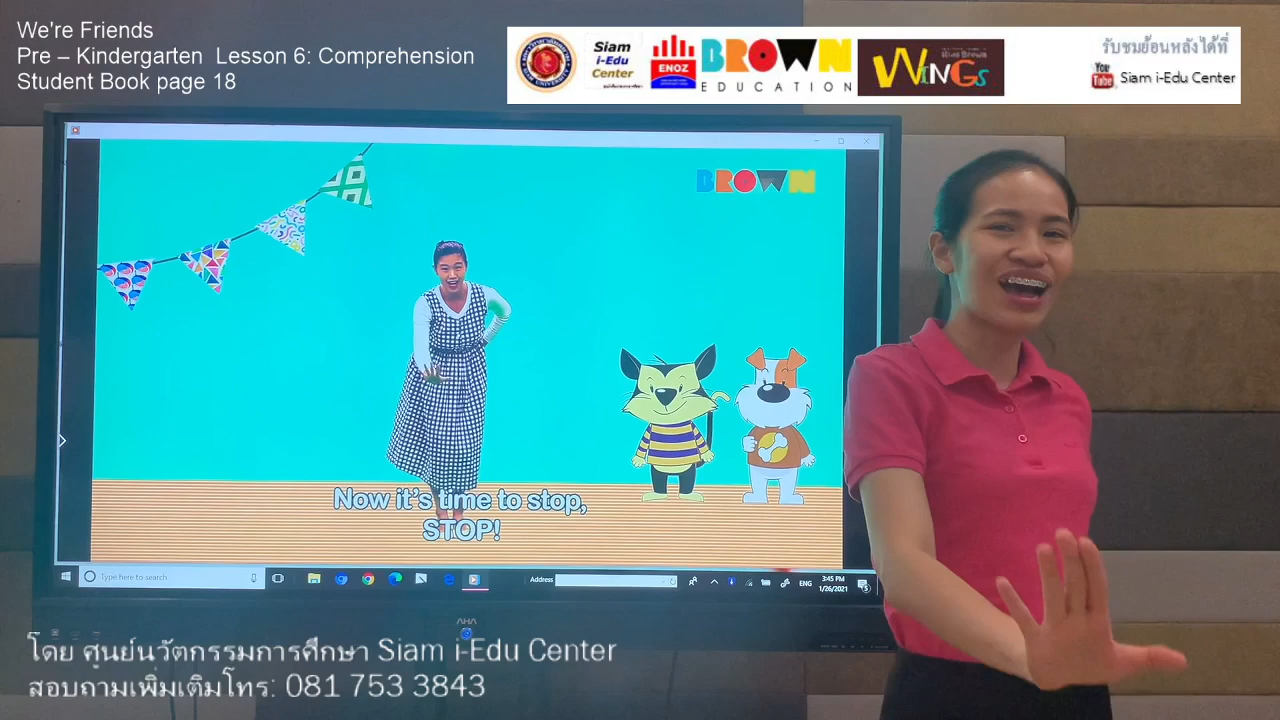 We're Friends
Pre – Kindergarten  Lesson 6: Comprehension
Student Book page 18
Siam
i-Edu
Center
ENOZ
BROWN
EDUCATION
WiNGs
รับชมย้อนหลังได้ที่
You
Tube
Siam i-Edu Center
BROWN
Now it's time to stop,
STOP!
Type here to search
Address
ENG
3:45 PM
1/26/2021
AHA
โดย ศูนย์นวัตกรรมการศึกษา Siam i-Edu Center
สอบถามเพิ่มเติมโทร: 081 753 3843